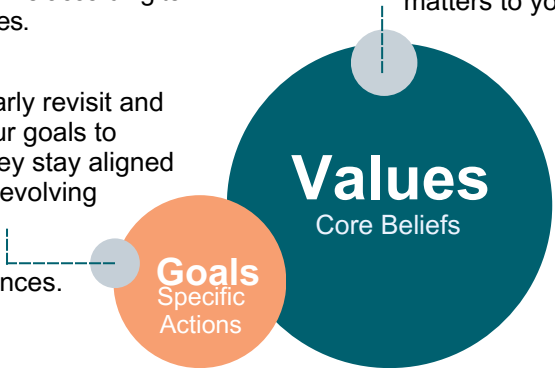 matters to yo
es.
arly revisit and
ur goals to
ey stay aligned
evolving
nces.
Values
Core Beliefs
Goals
Specific
Actions